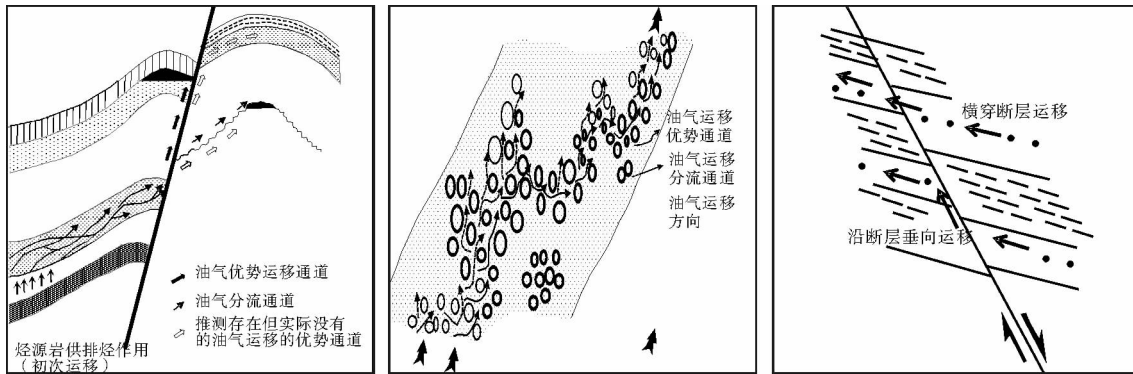 油气优势运移通道
油气分流通道
推测存在但实际没有
的油气运移的优势通道
烃源岩供排烃作用
（初次运移）
油气运移
优势通道
油气运移
分流通道
油气运移
方向
横穿断层运移
沿断层垂向运移